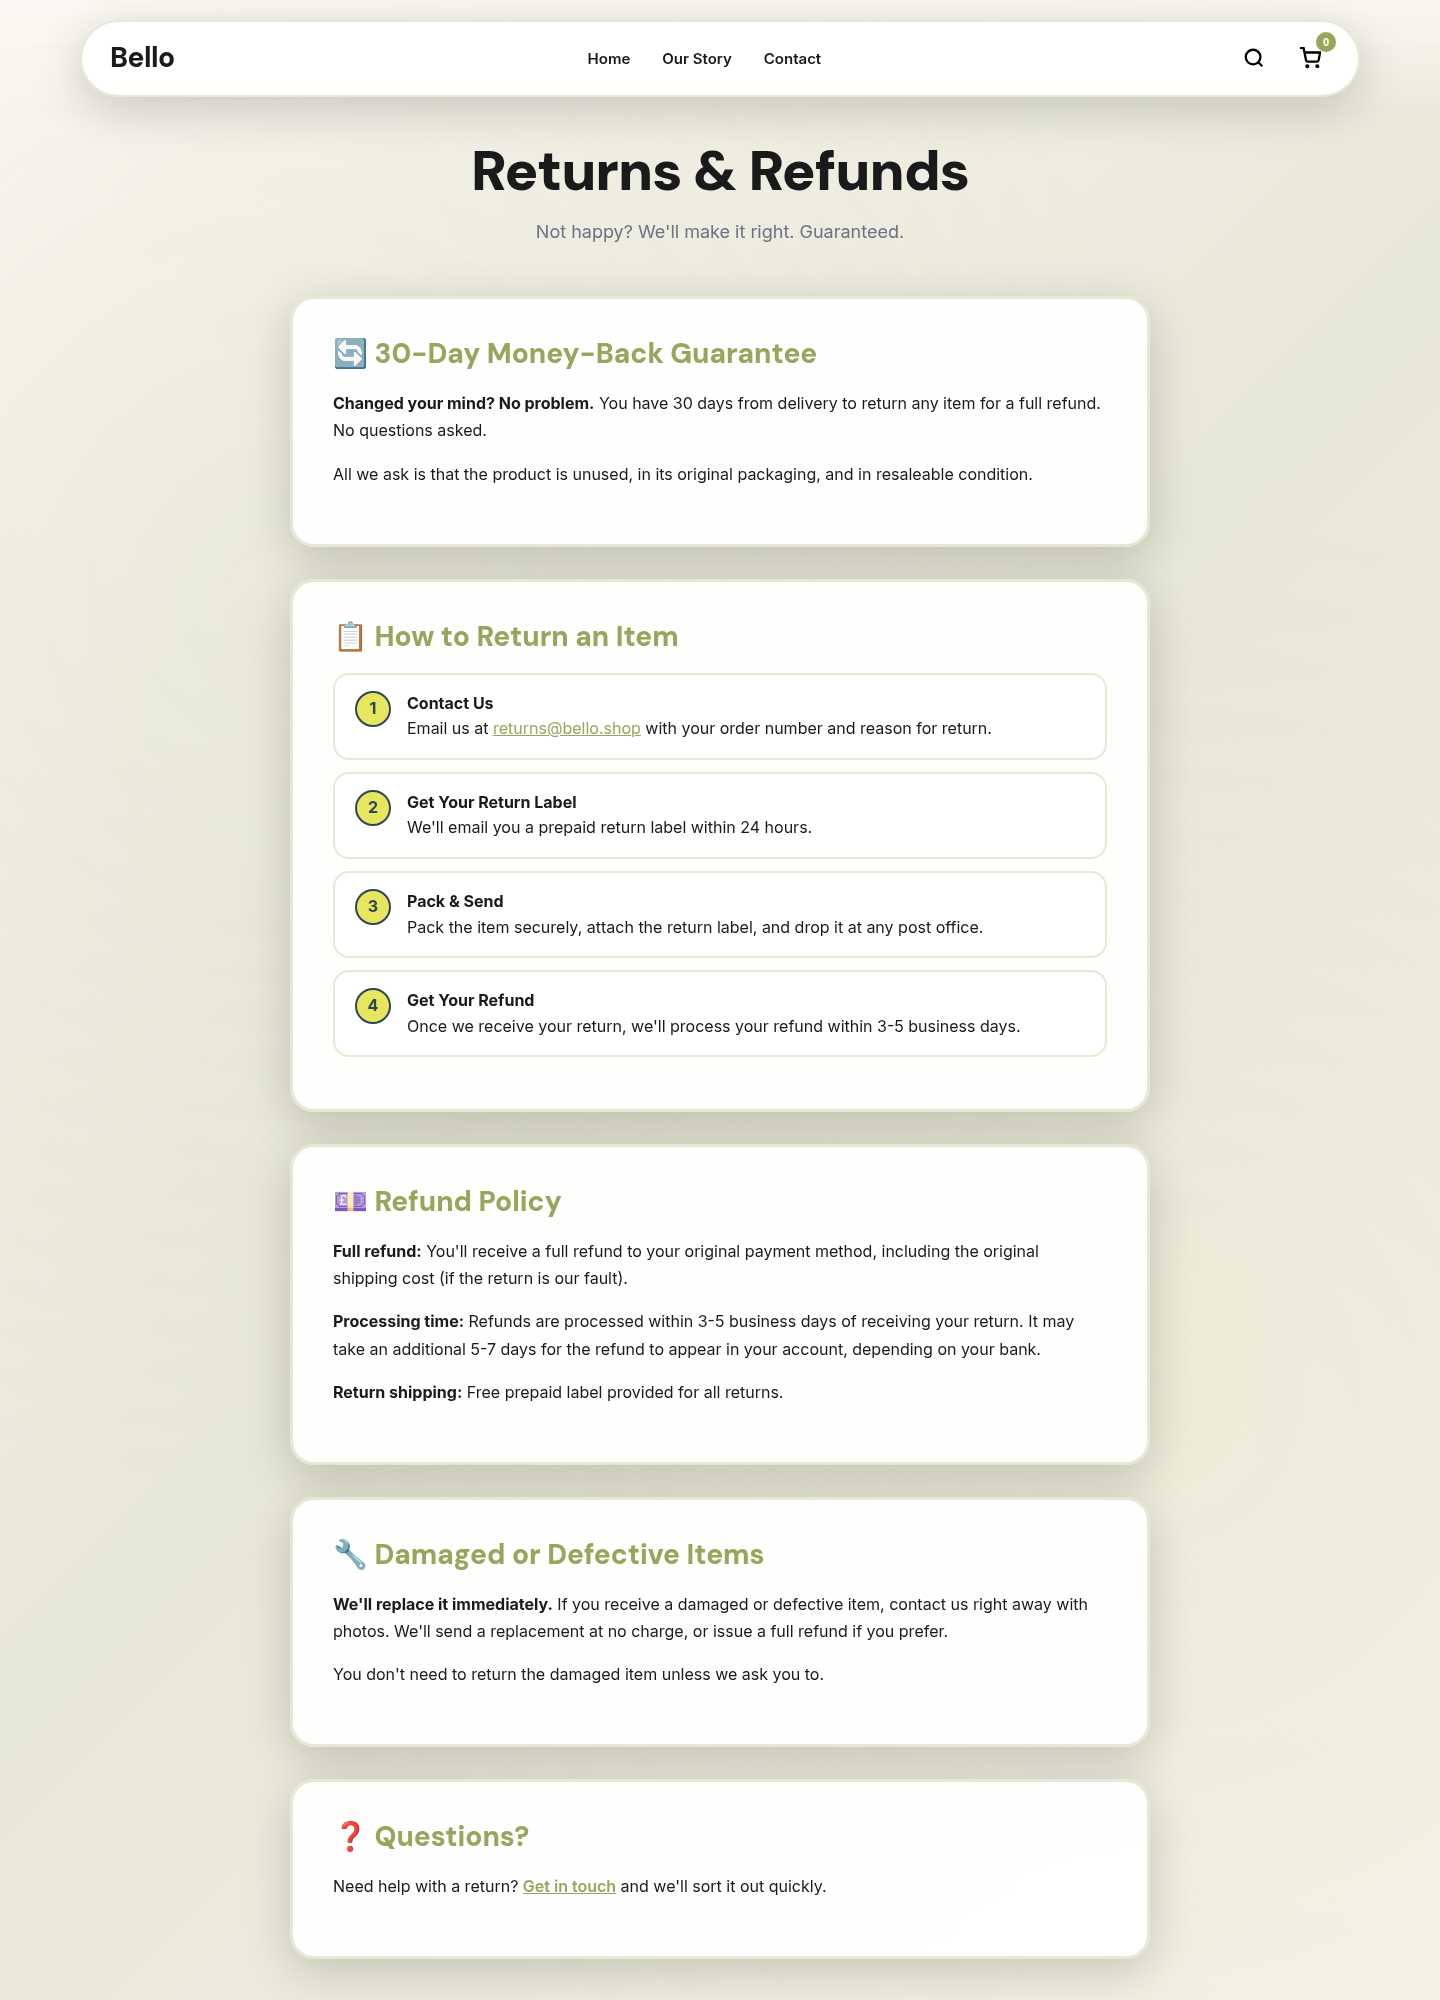 Bello
Home
Our Story
Contact
0
Returns & Refunds
Not happy? We'll make it right. Guaranteed.
30-Day Money-Back Guarantee
Changed your mind? No problem. You have 30 days from delivery to return any item for a full refund.
No questions asked.
All we ask is that the product is unused, in its original packaging, and in resaleable condition.
How to Return an Item
1
Contact Us
Email us at returns@bello.shop with your order number and reason for return.
2
Get Your Return Label
We'll email you a prepaid return label within 24 hours.
3
Pack & Send
Pack the item securely, attach the return label, and drop it at any post office.
4
Get Your Refund
Once we receive your return, we'll process your refund within 3-5 business days.
Refund Policy
Full refund: You'll receive a full refund to your original payment method, including the original
shipping cost (if the return is our fault).
Processing time: Refunds are processed within 3-5 business days of receiving your return. It may
take an additional 5-7 days for the refund to appear in your account, depending on your bank.
Return shipping: Free prepaid label provided for all returns.
Damaged or Defective Items
We'll replace it immediately. If you receive a damaged or defective item, contact us right away with
photos. We'll send a replacement at no charge, or issue a full refund if you prefer.
You don't need to return the damaged item unless we ask you to.
Questions?
Need help with a return? Get in touch and we'll sort it out quickly.